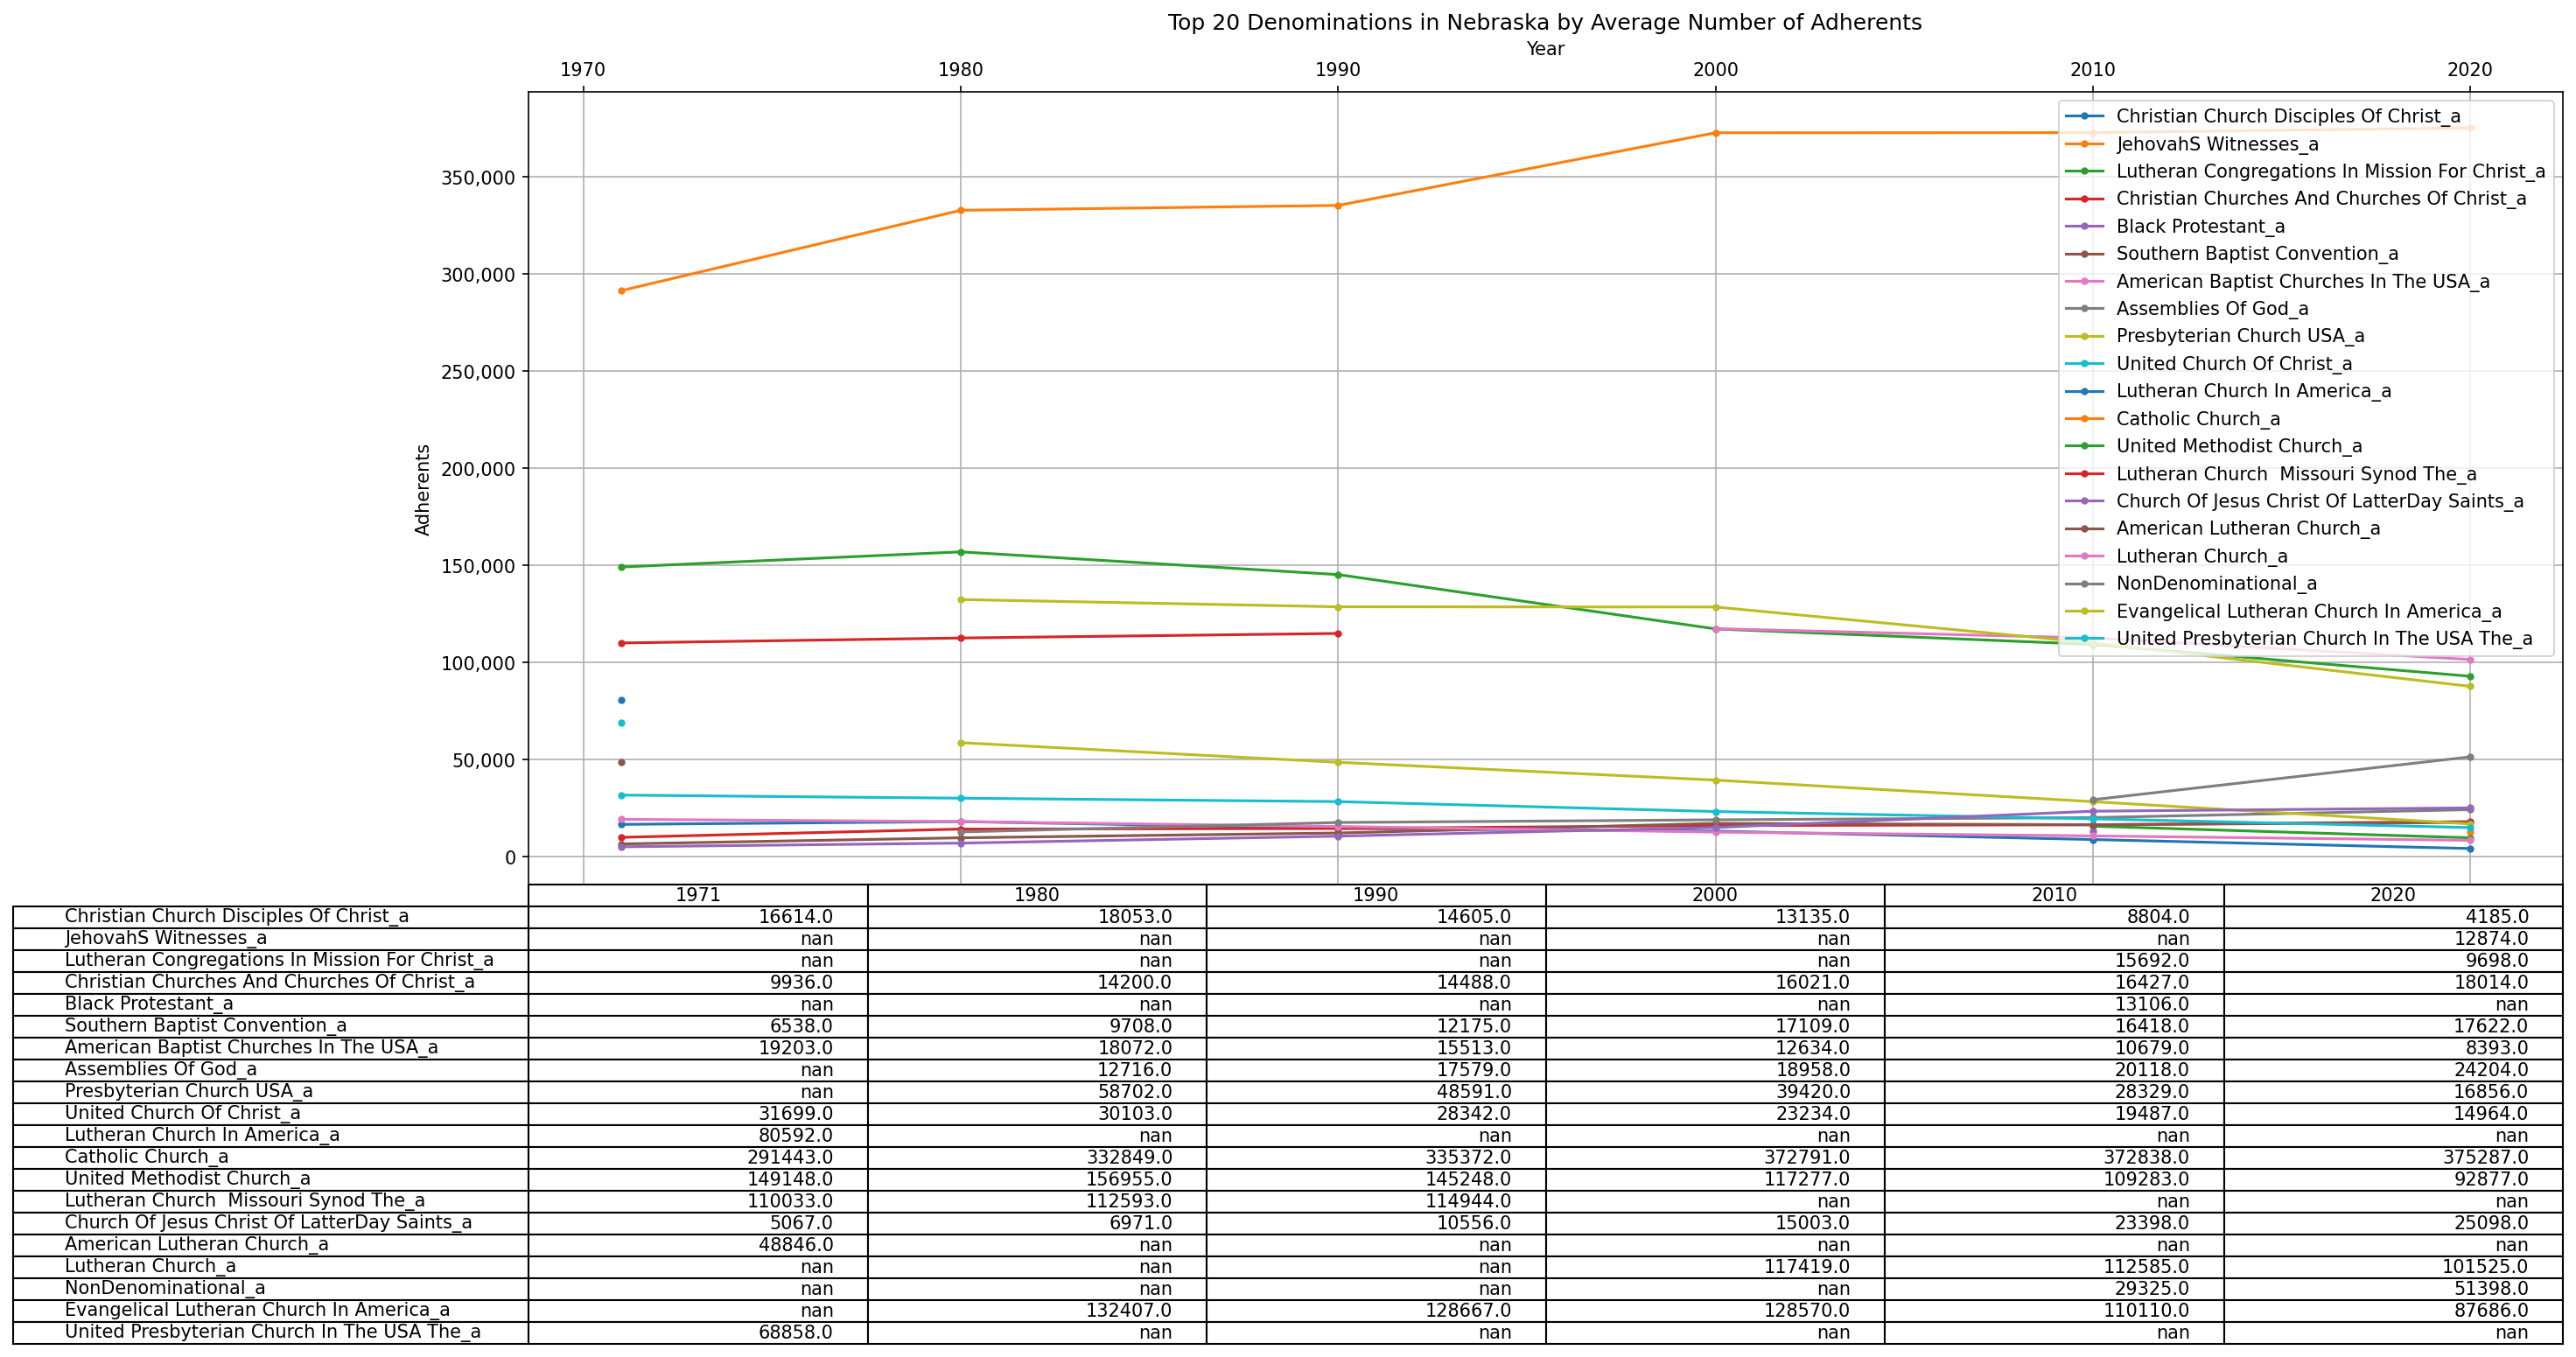 Top 20 Denominations in Nebraska by Average Number of Adherents
Year
1970 1980 1990 2000 2010 2020
Adherents
350,000
300,000
250,000
200,000
150,000
100,000
50,000
0
Christian Church Disciples Of Christ_a
JehovahS Witnesses_a
Lutheran Congregations In Mission For Christ_a
Christian Churches And Churches Of Christ_a
Black Protestant_a
Southern Baptist Convention_a
American Baptist Churches In The USA_a
Assemblies Of God_a
Presbyterian Church USA_a
United Church Of Christ_a
Lutheran Church In America_a
Catholic Church_a
United Methodist Church_a
Lutheran Church  Missouri Synod The_a
Church Of Jesus Christ Of LatterDay Saints_a
American Lutheran Church_a
Lutheran Church_a
NonDenominational_a
Evangelical Lutheran Church In America_a
United Presbyterian Church In The USA The_a
1971 1980 1990 2000 2010 2020
Christian Church Disciples Of Christ_a 16614.0 18053.0 14605.0 13135.0 8804.0 4185.0
JehovahS Witnesses_a nan nan nan nan nan 12874.0
Lutheran Congregations In Mission For Christ_a nan nan nan nan 15692.0 9698.0
Christian Churches And Churches Of Christ_a 9936.0 14200.0 14488.0 16021.0 16427.0 18014.0
Black Protestant_a nan nan nan nan 13106.0 nan
Southern Baptist Convention_a 6538.0 9708.0 12175.0 17109.0 16418.0 17622.0
American Baptist Churches In The USA_a 19203.0 18072.0 15513.0 12634.0 10679.0 8393.0
Assemblies Of God_a nan 12716.0 17579.0 18958.0 20118.0 24204.0
Presbyterian Church USA_a nan 58702.0 48591.0 39420.0 28329.0 16856.0
United Church Of Christ_a 31699.0 30103.0 28342.0 23234.0 19487.0 14964.0
Lutheran Church In America_a 80592.0 nan nan nan nan nan
Catholic Church_a 291443.0 332849.0 335372.0 372791.0 372838.0 375287.0
United Methodist Church_a 149148.0 156955.0 145248.0 117277.0 109283.0 92877.0
Lutheran Church  Missouri Synod The_a 110033.0 112593.0 114944.0 nan nan nan
Church Of Jesus Christ Of LatterDay Saints_a 5067.0 6971.0 10556.0 15003.0 23398.0 25098.0
American Lutheran Church_a 48846.0 nan nan nan nan nan
Lutheran Church_a nan nan nan 117419.0 112585.0 101525.0
NonDenominational_a nan nan nan nan 29325.0 51398.0
Evangelical Lutheran Church In America_a nan 132407.0 128667.0 128570.0 110110.0 87686.0
United Presbyterian Church In The USA The_a 68858.0 nan nan nan nan nan